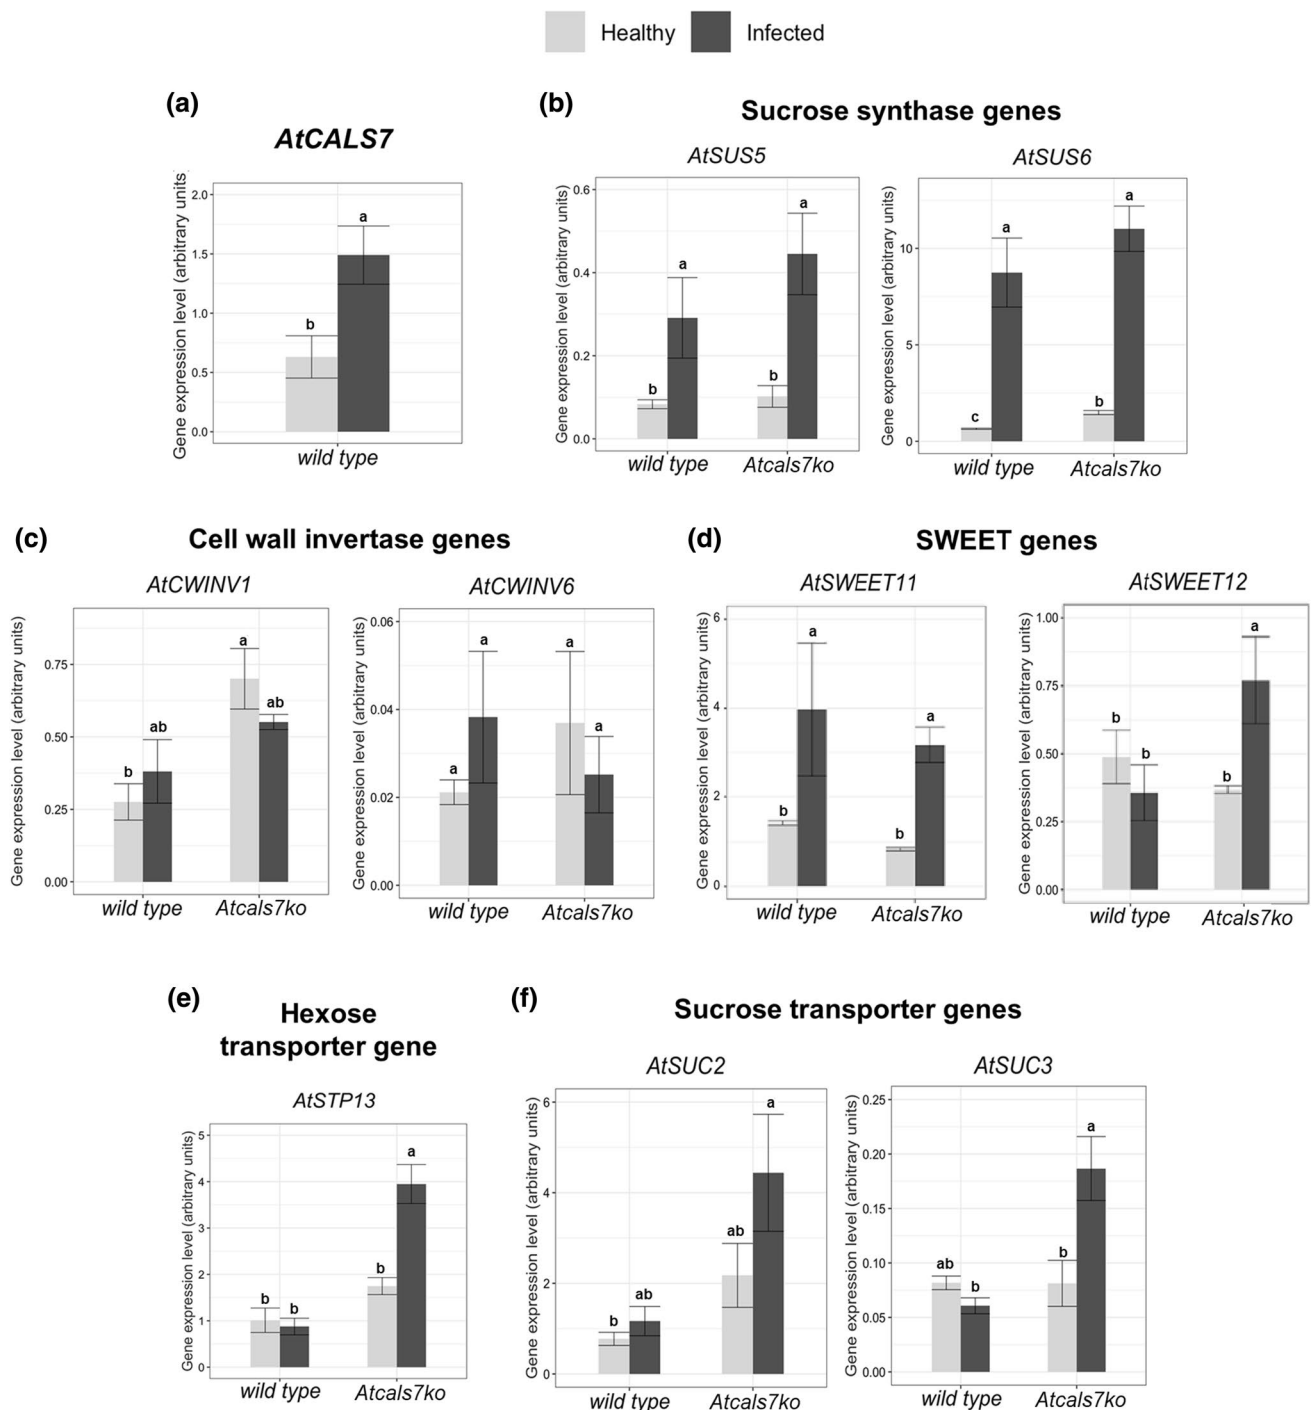 Healthy Infected
(a)
AtCALS7
Gene expression level (arbitrary units)
2.0
1.5
1.0
0.5
0.0
a
b
wild type
(b)
Sucrose synthase genes
AtSUS5
Gene expression level (arbitrary units)
0.6
0.4
0.2
0.0
b
a
b
a
wild type Atcals7ko
AtSUS6
Gene expression level (arbitrary units)
10
5
0
c
a
b
a
wild type Atcals7ko
(c)
Cell wall invertase genes
AtCWINV1
Gene expression level (arbitrary units)
0.75
0.50
0.25
0.00
b
ab
a
ab
wild type Atcals7ko
AtCWINV6
Gene expression level (arbitrary units)
0.06
0.04
0.02
0.00
a
a
a
a
wild type Atcals7ko
(d)
SWEET genes
AtSWEET11
Gene expression level (arbitrary units)
6
4
2
0
b
a
b
a
wild type Atcals7ko
AtSWEET12
Gene expression level (arbitrary units)
1.00
0.75
0.50
0.25
0.00
b
b
b
a
wild type Atcals7ko
(e)
Hexose
transporter gene
AtSTP13
Gene expression level (arbitrary units)
5
4
3
2
1
0
b
b
b
a
wild type Atcals7ko
(f)
Sucrose transporter genes
AtSUC2
Gene expression level (arbitrary units)
6
4
2
0
b
ab
ab
a
wild type Atcals7ko
AtSUC3
Gene expression level (arbitrary units)
0.25
0.20
0.15
0.10
0.05
0.00
ab
b
b
a
wild type Atcals7ko